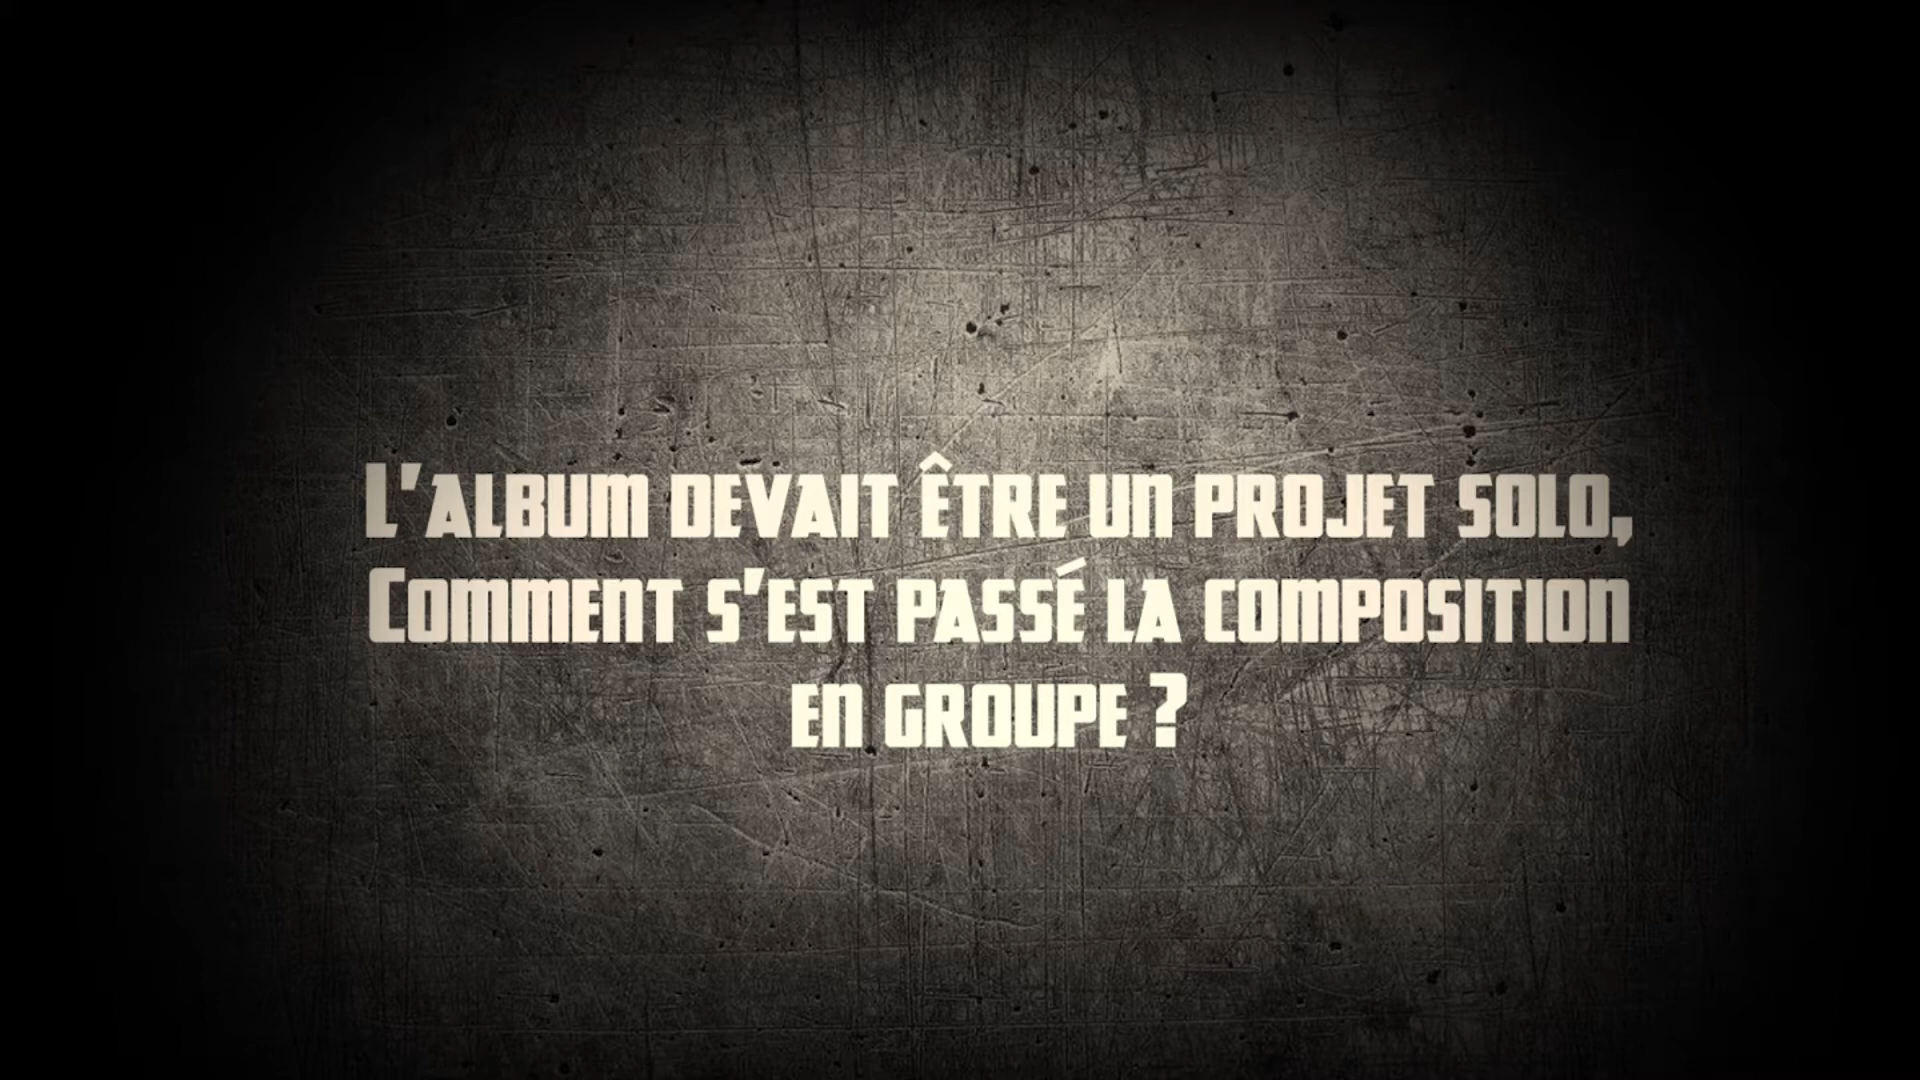 L'album devait être un projet solo,
Comment s'est passé la composition
en groupe ?